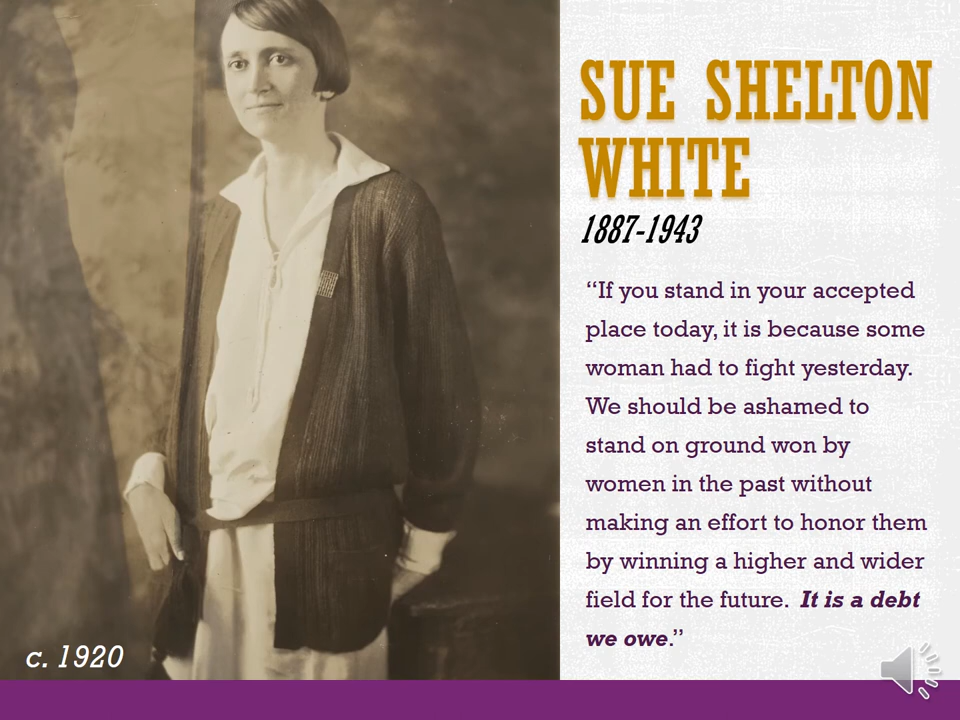 SUE SHELTON
WHITE
1887-1943
“If you stand in your accepted
place today, it is because some
woman had to fight yesterday.
We should be ashamed to
stand on ground won by
women in the past without
making an effort to honor them
by winning a higher and wider
field for the future. It is a debt
we owe.”
c. 1920